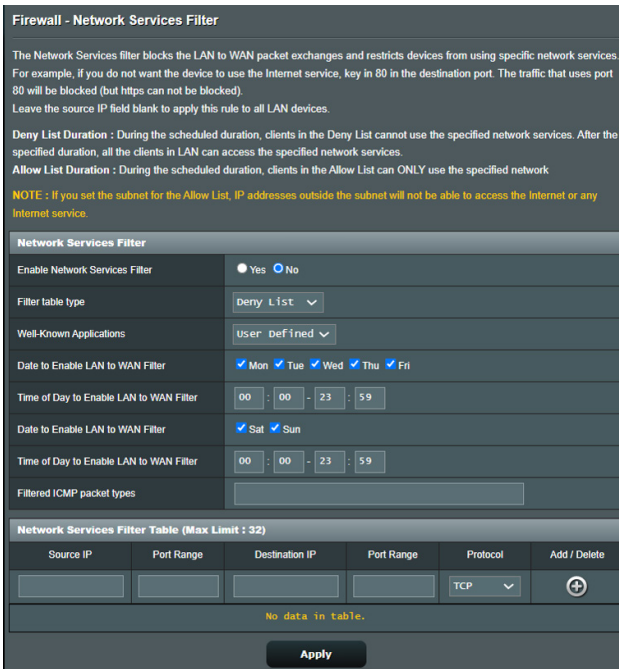 Firewall - Network Services Filter
The Network Services filter blocks the LAN to WAN packet exchanges and restricts devices from using specific network services.
For example, if you do not want the device to use the Internet service, key in 80 in the destination port. The traffic that uses port
80 will be blocked (but https can not be blocked).
Leave the source IP field blank to apply this rule to all LAN devices.
Deny List Duration : During the scheduled duration, clients in the Deny List cannot use the specified network services. After the
specified duration, all the clients in LAN can access the specified network services.
Allow List Duration : During the scheduled duration, clients in the Allow List can ONLY use the specified network
NOTE : If you set the subnet for the Allow List, IP addresses outside the subnet will not be able to access the Internet or any
Internet service.
Network Services Filter
Enable Network Services Filter Yes No
Filter table type Deny List
Well-Known Applications User Defined
Date to Enable LAN to WAN Filter Mon Tue Wed Thu Fri
Time of Day to Enable LAN to WAN Filter 00 : 00 - 23 : 59
Date to Enable LAN to WAN Filter Sat Sun
Time of Day to Enable LAN to WAN Filter 00 : 00 - 23 : 59
Filtered ICMP packet types
Network Services Filter Table (Max Limit : 32)
Source IP Port Range Destination IP Port Range Protocol Add / Delete
TCP
No data in table.
Apply